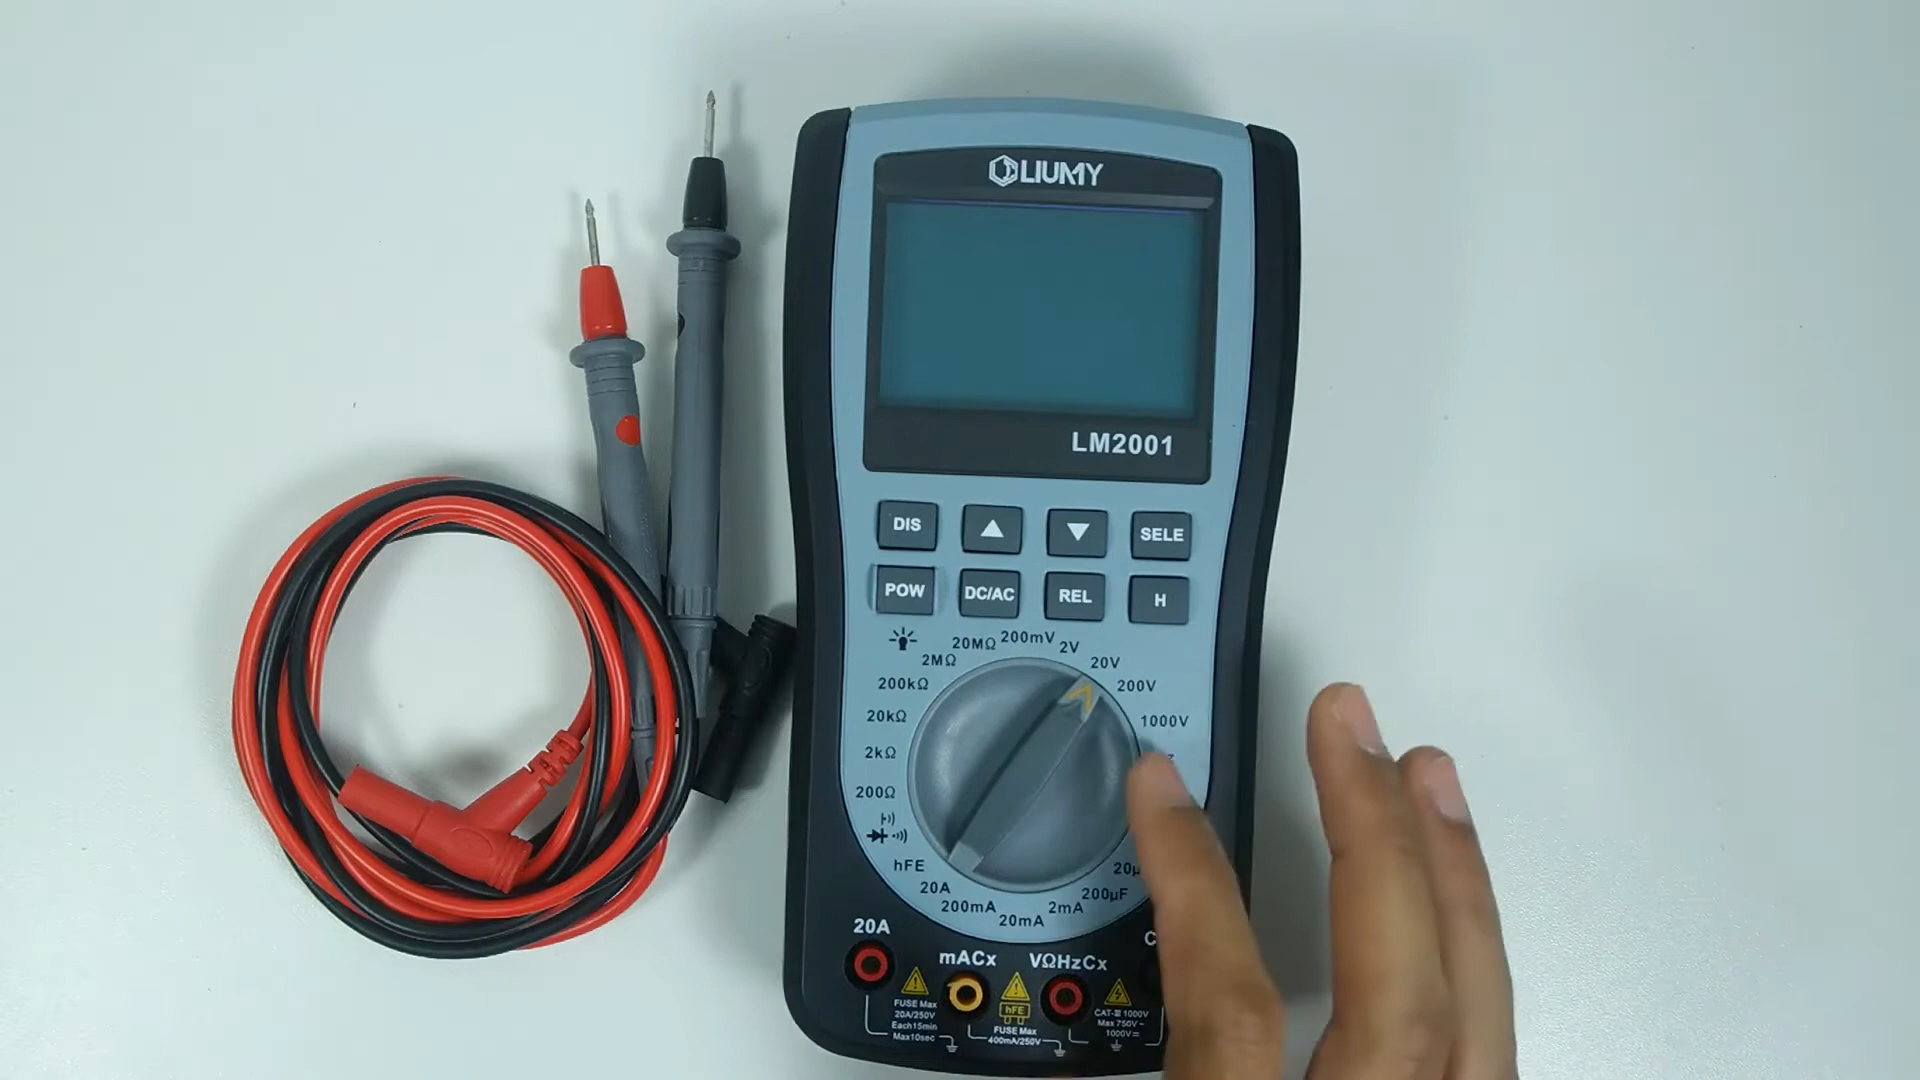 LIUMY
LM2001
DIS ▲ ▼ SELE
POW DC/AC REL H
20MΩ 200mV 2V
2MΩ 20V
200kΩ 200V
20kΩ 1000V
2kΩ
200Ω
hFE
20A 200µF
200mA 20mA 2mA
20A
mACx VΩHzCx
FUSE Max
20A/250V
Each15min
Max10sec
hFE
FUSE Max
400mA/250V
CAT-III 1000V
Max 750V~
1000V⎓